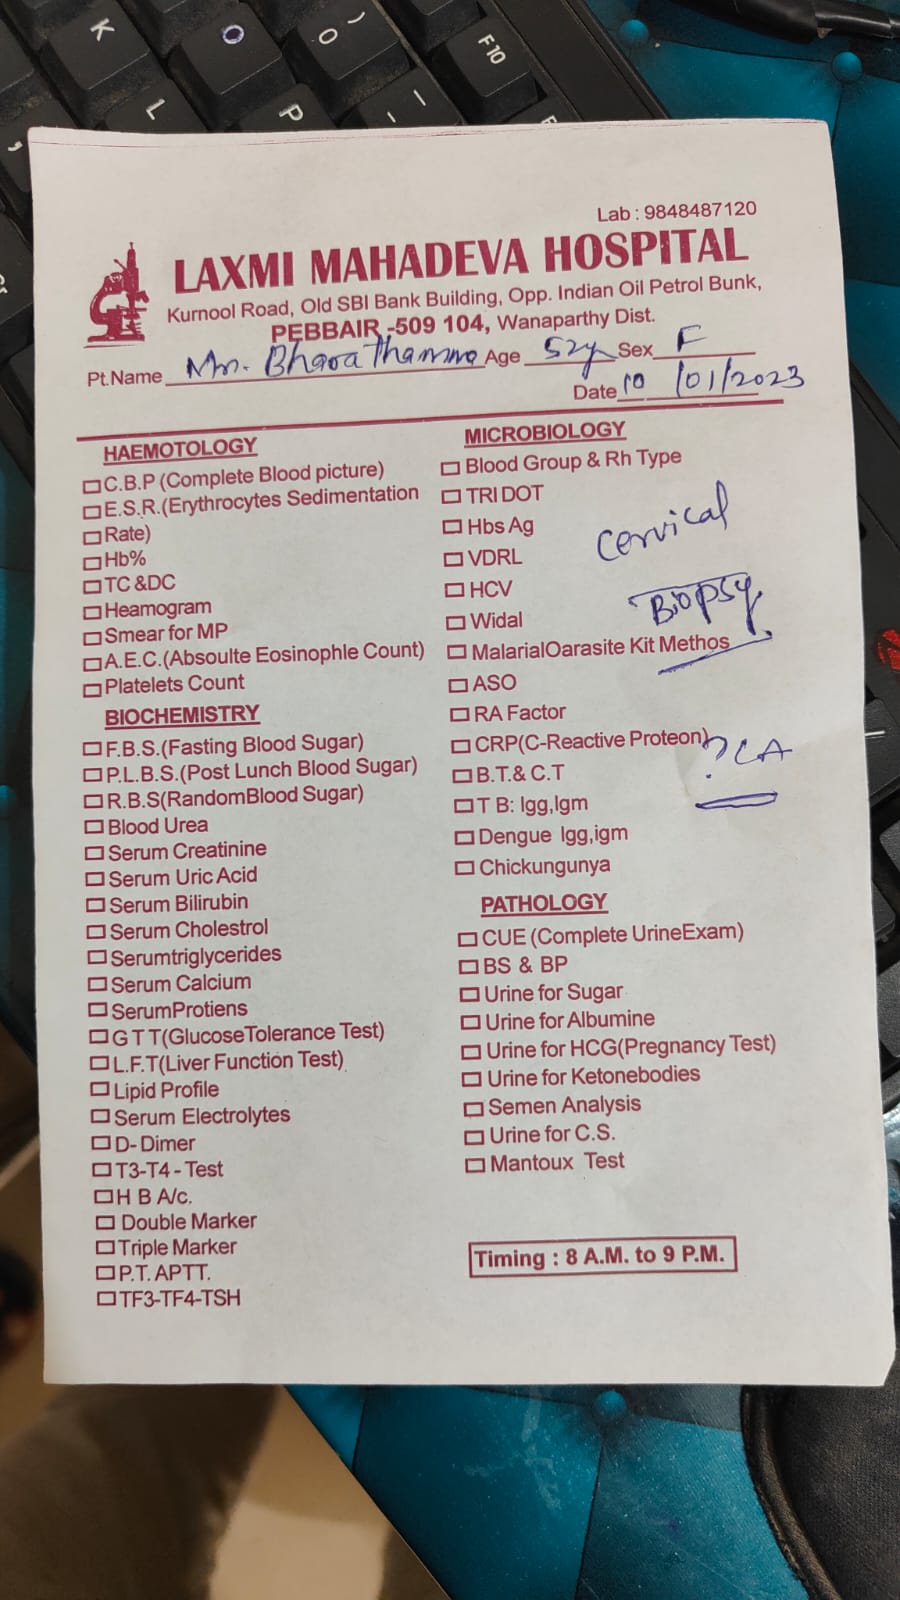 Lab : 9848487120
LAXMI MAHADEVA HOSPITAL
Kurnool Road, Old SBI Bank Building, Opp. Indian Oil Petrol Bunk,
PEBBAIR -509 104, Wanaparthy Dist.
Pt.Name Mrs. Bharathamma Age 52y Sex F
Date 10 /01/2023
HAEMOTOLOGY
C.B.P (Complete Blood picture)
E.S.R.(Erythrocytes Sedimentation
Rate)
Hb%
TC &DC
Heamogram
Smear for MP
A.E.C.(Absoulte Eosinophle Count)
Platelets Count
BIOCHEMISTRY
F.B.S.(Fasting Blood Sugar)
P.L.B.S.(Post Lunch Blood Sugar)
R.B.S(RandomBlood Sugar)
Blood Urea
Serum Creatinine
Serum Uric Acid
Serum Bilirubin
Serum Cholestrol
Serumtriglycerides
Serum Calcium
SerumProtiens
G T T(GlucoseTolerance Test)
L.F.T(Liver Function Test)
Lipid Profile
Serum Electrolytes
D- Dimer
T3-T4 - Test
H B A/c.
Double Marker
Triple Marker
P.T. APTT.
TF3-TF4-TSH
MICROBIOLOGY
Blood Group & Rh Type
TRI DOT
Hbs Ag
VDRL
HCV
Widal
MalarialOarasite Kit Methos
ASO
RA Factor
CRP(C-Reactive Proteon)
B.T.& C.T
T B: Igg,Igm
Dengue Igg,igm
Chickungunya
Cervical
Biopsy
? CA
PATHOLOGY
CUE (Complete UrineExam)
BS & BP
Urine for Sugar
Urine for Albumine
Urine for HCG(Pregnancy Test)
Urine for Ketonebodies
Semen Analysis
Urine for C.S.
Mantoux Test
Timing : 8 A.M. to 9 P.M.
K
O
) 0
F10
L
P